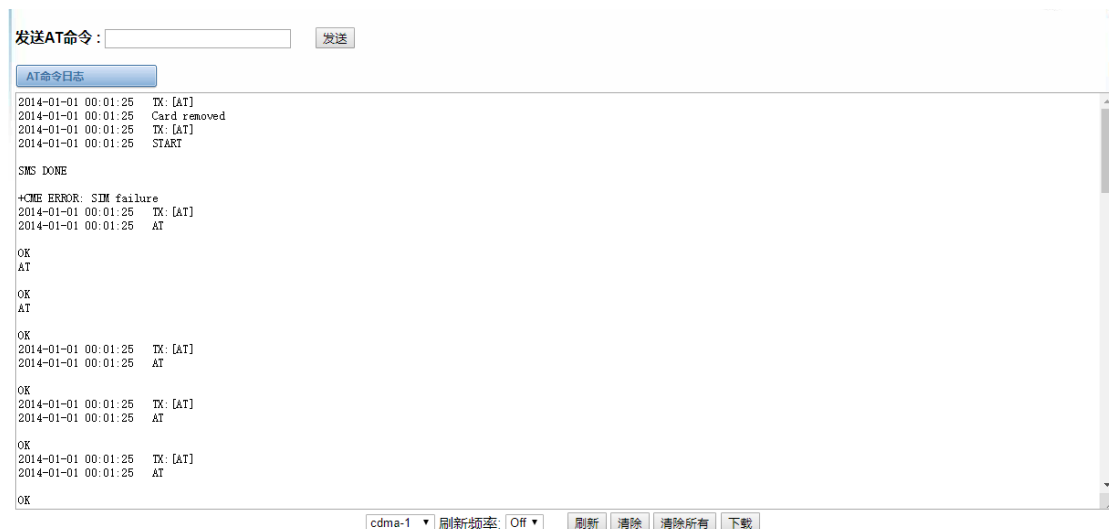 发送AT命令： 发送
AT命令日志
2014-01-01 00:01:25 TX:[AT]
2014-01-01 00:01:25 Card removed
2014-01-01 00:01:25 TX:[AT]
2014-01-01 00:01:25 START
SMS DONE
+CME ERROR: SIM failure
2014-01-01 00:01:25 TX:[AT]
2014-01-01 00:01:25 AT
OK
AT
OK
AT
OK
2014-01-01 00:01:25 TX:[AT]
2014-01-01 00:01:25 AT
OK
2014-01-01 00:01:25 TX:[AT]
2014-01-01 00:01:25 AT
OK
2014-01-01 00:01:25 TX:[AT]
2014-01-01 00:01:25 AT
OK
cdma-1 刷新频率: Off 刷新 清除 清除所有 下载